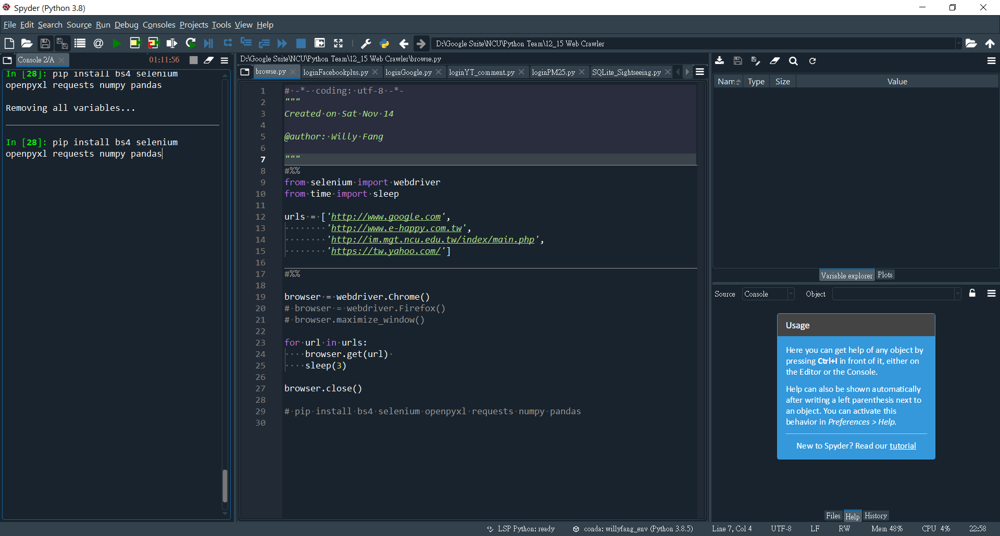 Spyder (Python 3.8)
File Edit Search Source Run Debug Consoles Projects Tools View Help
D:\Google Suite\NCU\Python Team\12_15 Web Crawler
Console 2/A
01:11:56
In [28]: pip install bs4 selenium
openpyxl requests numpy pandas
Removing all variables...
In [28]: pip install bs4 selenium
openpyxl requests numpy pandas
D:\Google Suite\NCU\Python Team\12_15 Web Crawler\browse.py
browse.py loginFacebookplus.py loginGoogle.py loginYT_comment.py loginPM25.py SQLite_Sightseeing.py
1 # -*- coding: utf-8 -*-
2 """
3 Created on Sat Nov 14
4
5 @author: Willy Fang
6
7 """
8 #%%
9 from selenium import webdriver
10 from time import sleep
11
12 urls = ['http://www.google.com',
13         'http://www.e-happy.com.tw',
14         'http://im.mgt.ncu.edu.tw/index/main.php',
15         'https://tw.yahoo.com/']
16
17 #%%
18
19 browser = webdriver.Chrome()
20 # browser = webdriver.Firefox()
21 # browser.maximize_window()
22
23 for url in urls:
24     browser.get(url)
25     sleep(3)
26
27 browser.close()
28
29 # pip install bs4 selenium openpyxl requests numpy pandas
30
Nam Type Size Value
Variable explorer Plots
Source Console Object
Usage
Here you can get help of any object by
pressing Ctrl+I in front of it, either on
the Editor or the Console.
Help can also be shown automatically
after writing a left parenthesis next to
an object. You can activate this
behavior in Preferences > Help.
New to Spyder? Read our tutorial
Files Help History
LSP Python: ready conda: willyfang_env (Python 3.8.5) Line 7, Col 4 UTF-8 LF RW Mem 48% CPU 4% 22:58